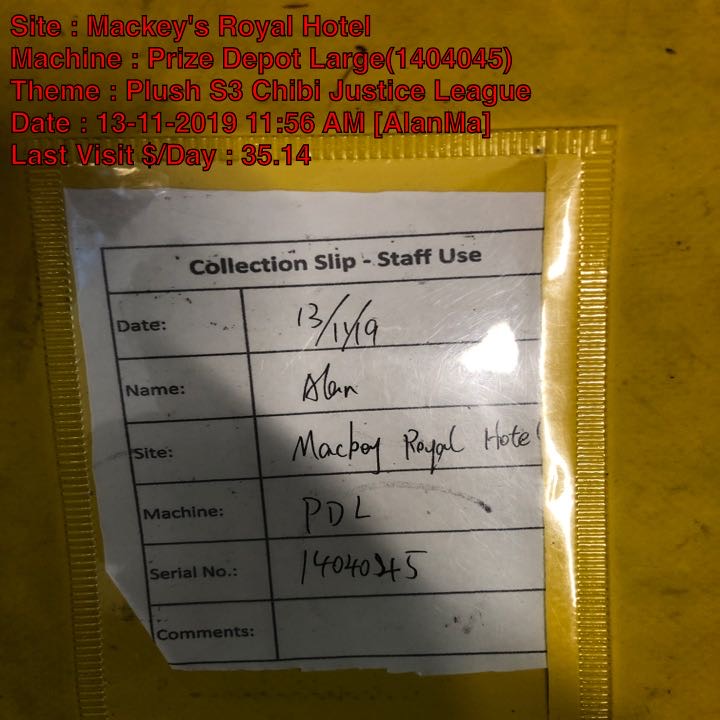 Site : Mackey's Royal Hotel
Machine : Prize Depot Large(1404045)
Theme : Plush S3 Chibi Justice League
Date : 13-11-2019 11:56 AM [AlanMa]
Last Visit $/Day : 35.14
Collection Slip - Staff Use
Date: 13/11/19
Name: Alan
Site: Mackey Royal Hotel
Machine: PDL
Serial No.: 1404045
Comments: